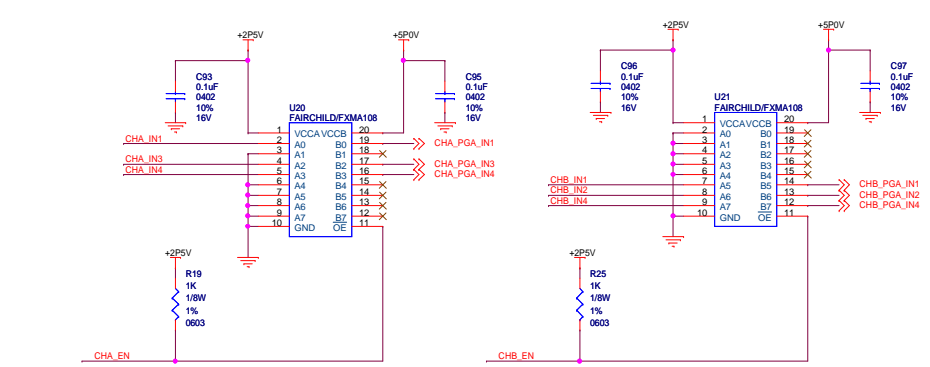 +2P5V
+5P0V
C93
0.1uF
0402
10%
16V
C95
0.1uF
0402
10%
16V
U20
FAIRCHILD/FXMA108
1 VCCA VCCB 20
CHA_IN1 2 A0 B0 19 CHA_PGA_IN1
3 A1 B1 18
CHA_IN3 4 A2 B2 17 CHA_PGA_IN3
CHA_IN4 5 A3 B3 16 CHA_PGA_IN4
6 A4 B4 15
7 A5 B5 14
8 A6 B6 13
9 A7 B7 12
10 GND OE 11
+2P5V
R19
1K
1/8W
1%
0603
CHA_EN
+2P5V
+5P0V
C96
0.1uF
0402
10%
16V
C97
0.1uF
0402
10%
16V
U21
FAIRCHILD/FXMA108
1 VCCA VCCB 20
2 A0 B0 19
3 A1 B1 18
4 A2 B2 17
5 A3 B3 16
6 A4 B4 15
CHB_IN1 7 A5 B5 14 CHB_PGA_IN1
CHB_IN2 8 A6 B6 13 CHB_PGA_IN2
CHB_IN4 9 A7 B7 12 CHB_PGA_IN4
10 GND OE 11
+2P5V
R25
1K
1/8W
1%
0603
CHB_EN